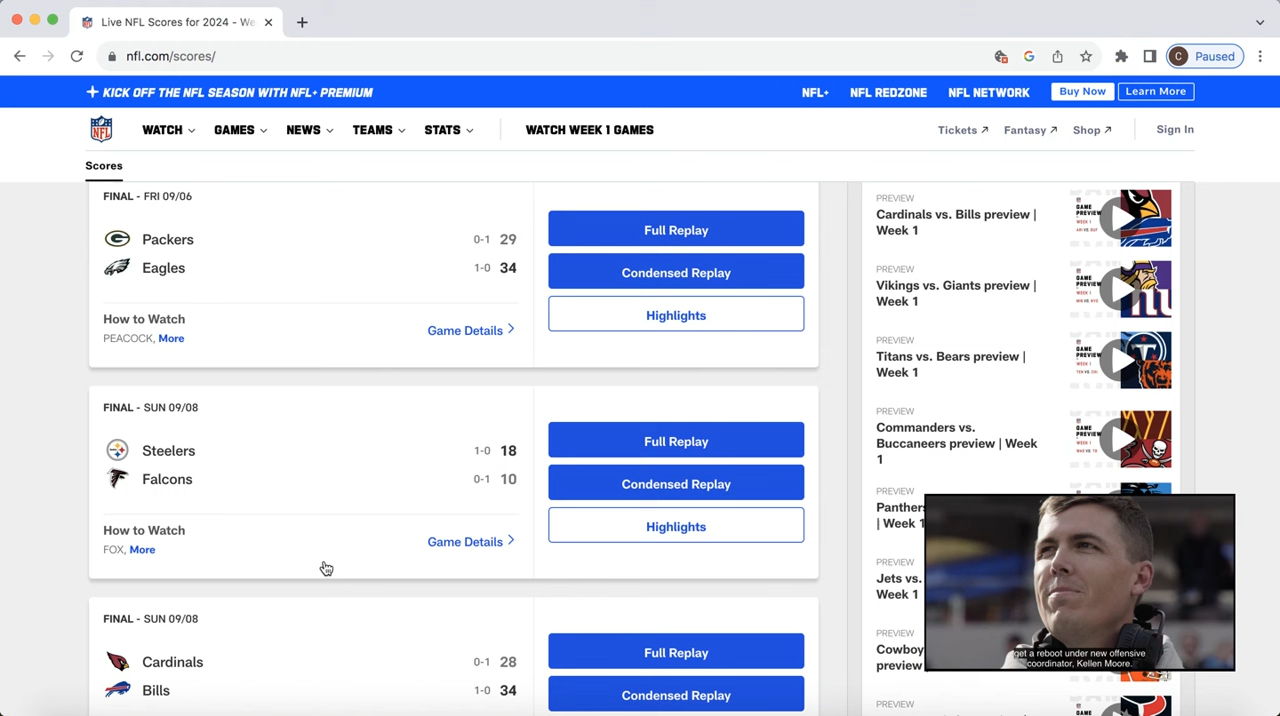 Live NFL Scores for 2024 - We
nfl.com/scores/
C Paused
KICK OFF THE NFL SEASON WITH NFL+ PREMIUM
NFL+ NFL REDZONE NFL NETWORK Buy Now Learn More
NFL WATCH GAMES NEWS TEAMS STATS WATCH WEEK 1 GAMES Tickets Fantasy Shop Sign In
Scores
FINAL - FRI 09/06
Packers 0-1 29
Eagles 1-0 34
How to Watch
PEACOCK, More
Game Details
Full Replay
Condensed Replay
Highlights
FINAL - SUN 09/08
Steelers 1-0 18
Falcons 0-1 10
How to Watch
FOX, More
Game Details
Full Replay
Condensed Replay
Highlights
FINAL - SUN 09/08
Cardinals 0-1 28
Bills 1-0 34
Full Replay
Condensed Replay
PREVIEW
Cardinals vs. Bills preview |
Week 1
PREVIEW
Vikings vs. Giants preview |
Week 1
PREVIEW
Titans vs. Bears preview |
Week 1
PREVIEW
Commanders vs.
Buccaneers preview | Week
1
PREVIEW
Panthers
| Week 1
PREVIEW
Jets vs.
Week 1
PREVIEW
Cowboy
preview
PREVIEW
get a reboot under new offensive
coordinator, Kellen Moore.